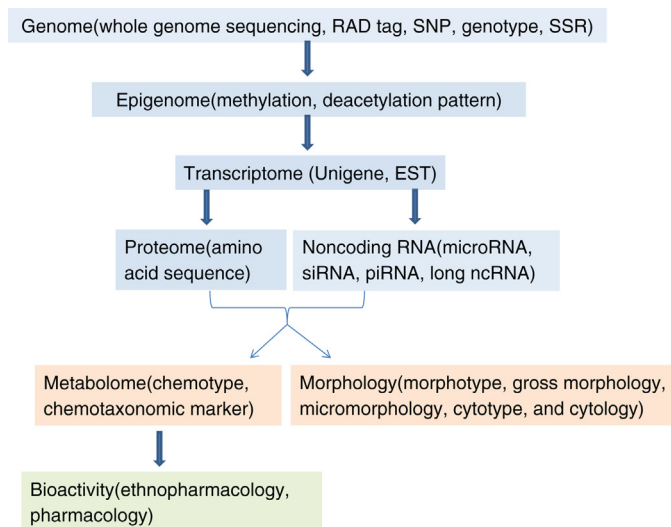 Genome(whole genome sequencing, RAD tag, SNP, genotype, SSR)
Epigenome(methylation, deacetylation pattern)
Transcriptome (Unigene, EST)
Proteome(amino
acid sequence)
Noncoding RNA(microRNA,
siRNA, piRNA, long ncRNA)
Metabolome(chemotype,
chemotaxonomic marker)
Morphology(morphotype, gross morphology,
micromorphology, cytotype, and cytology)
Bioactivity(ethnopharmacology,
pharmacology)